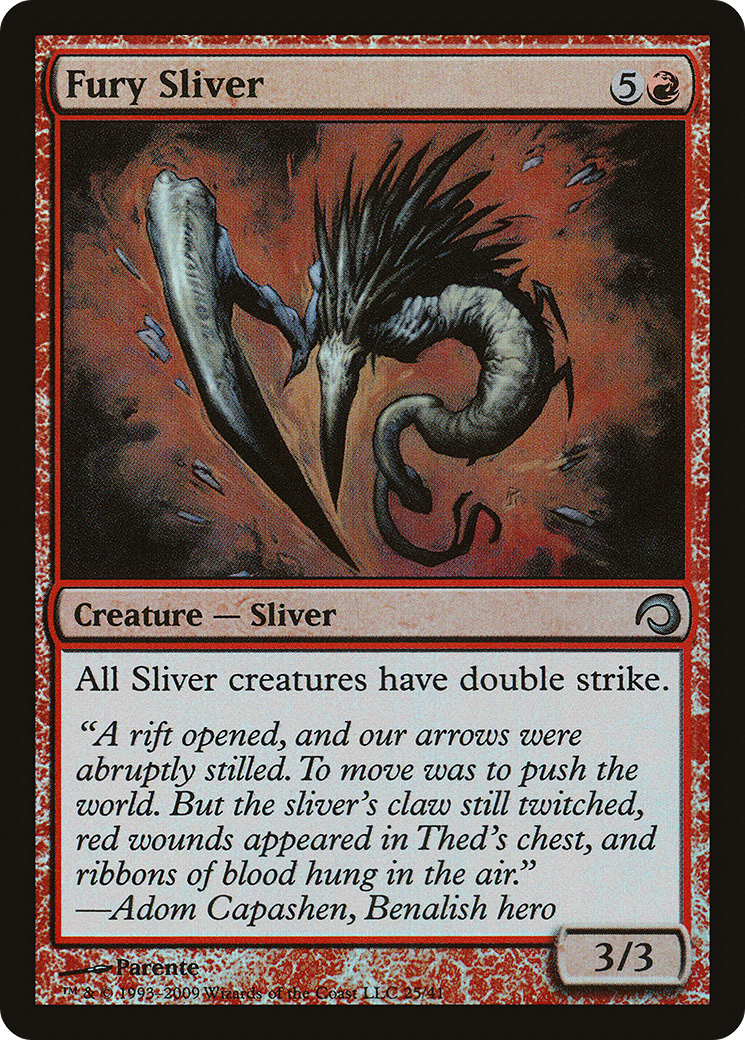 Fury Sliver
5
Creature — Sliver
All Sliver creatures have double strike.
“A rift opened, and our arrows were
abruptly stilled. To move was to push the
world. But the sliver’s claw still twitched,
red wounds appeared in Thed’s chest, and
ribbons of blood hung in the air.”
—Adom Capashen, Benalish hero
3/3
Parente
™ & © 1993-2009 Wizards of the Coast LLC 25/41